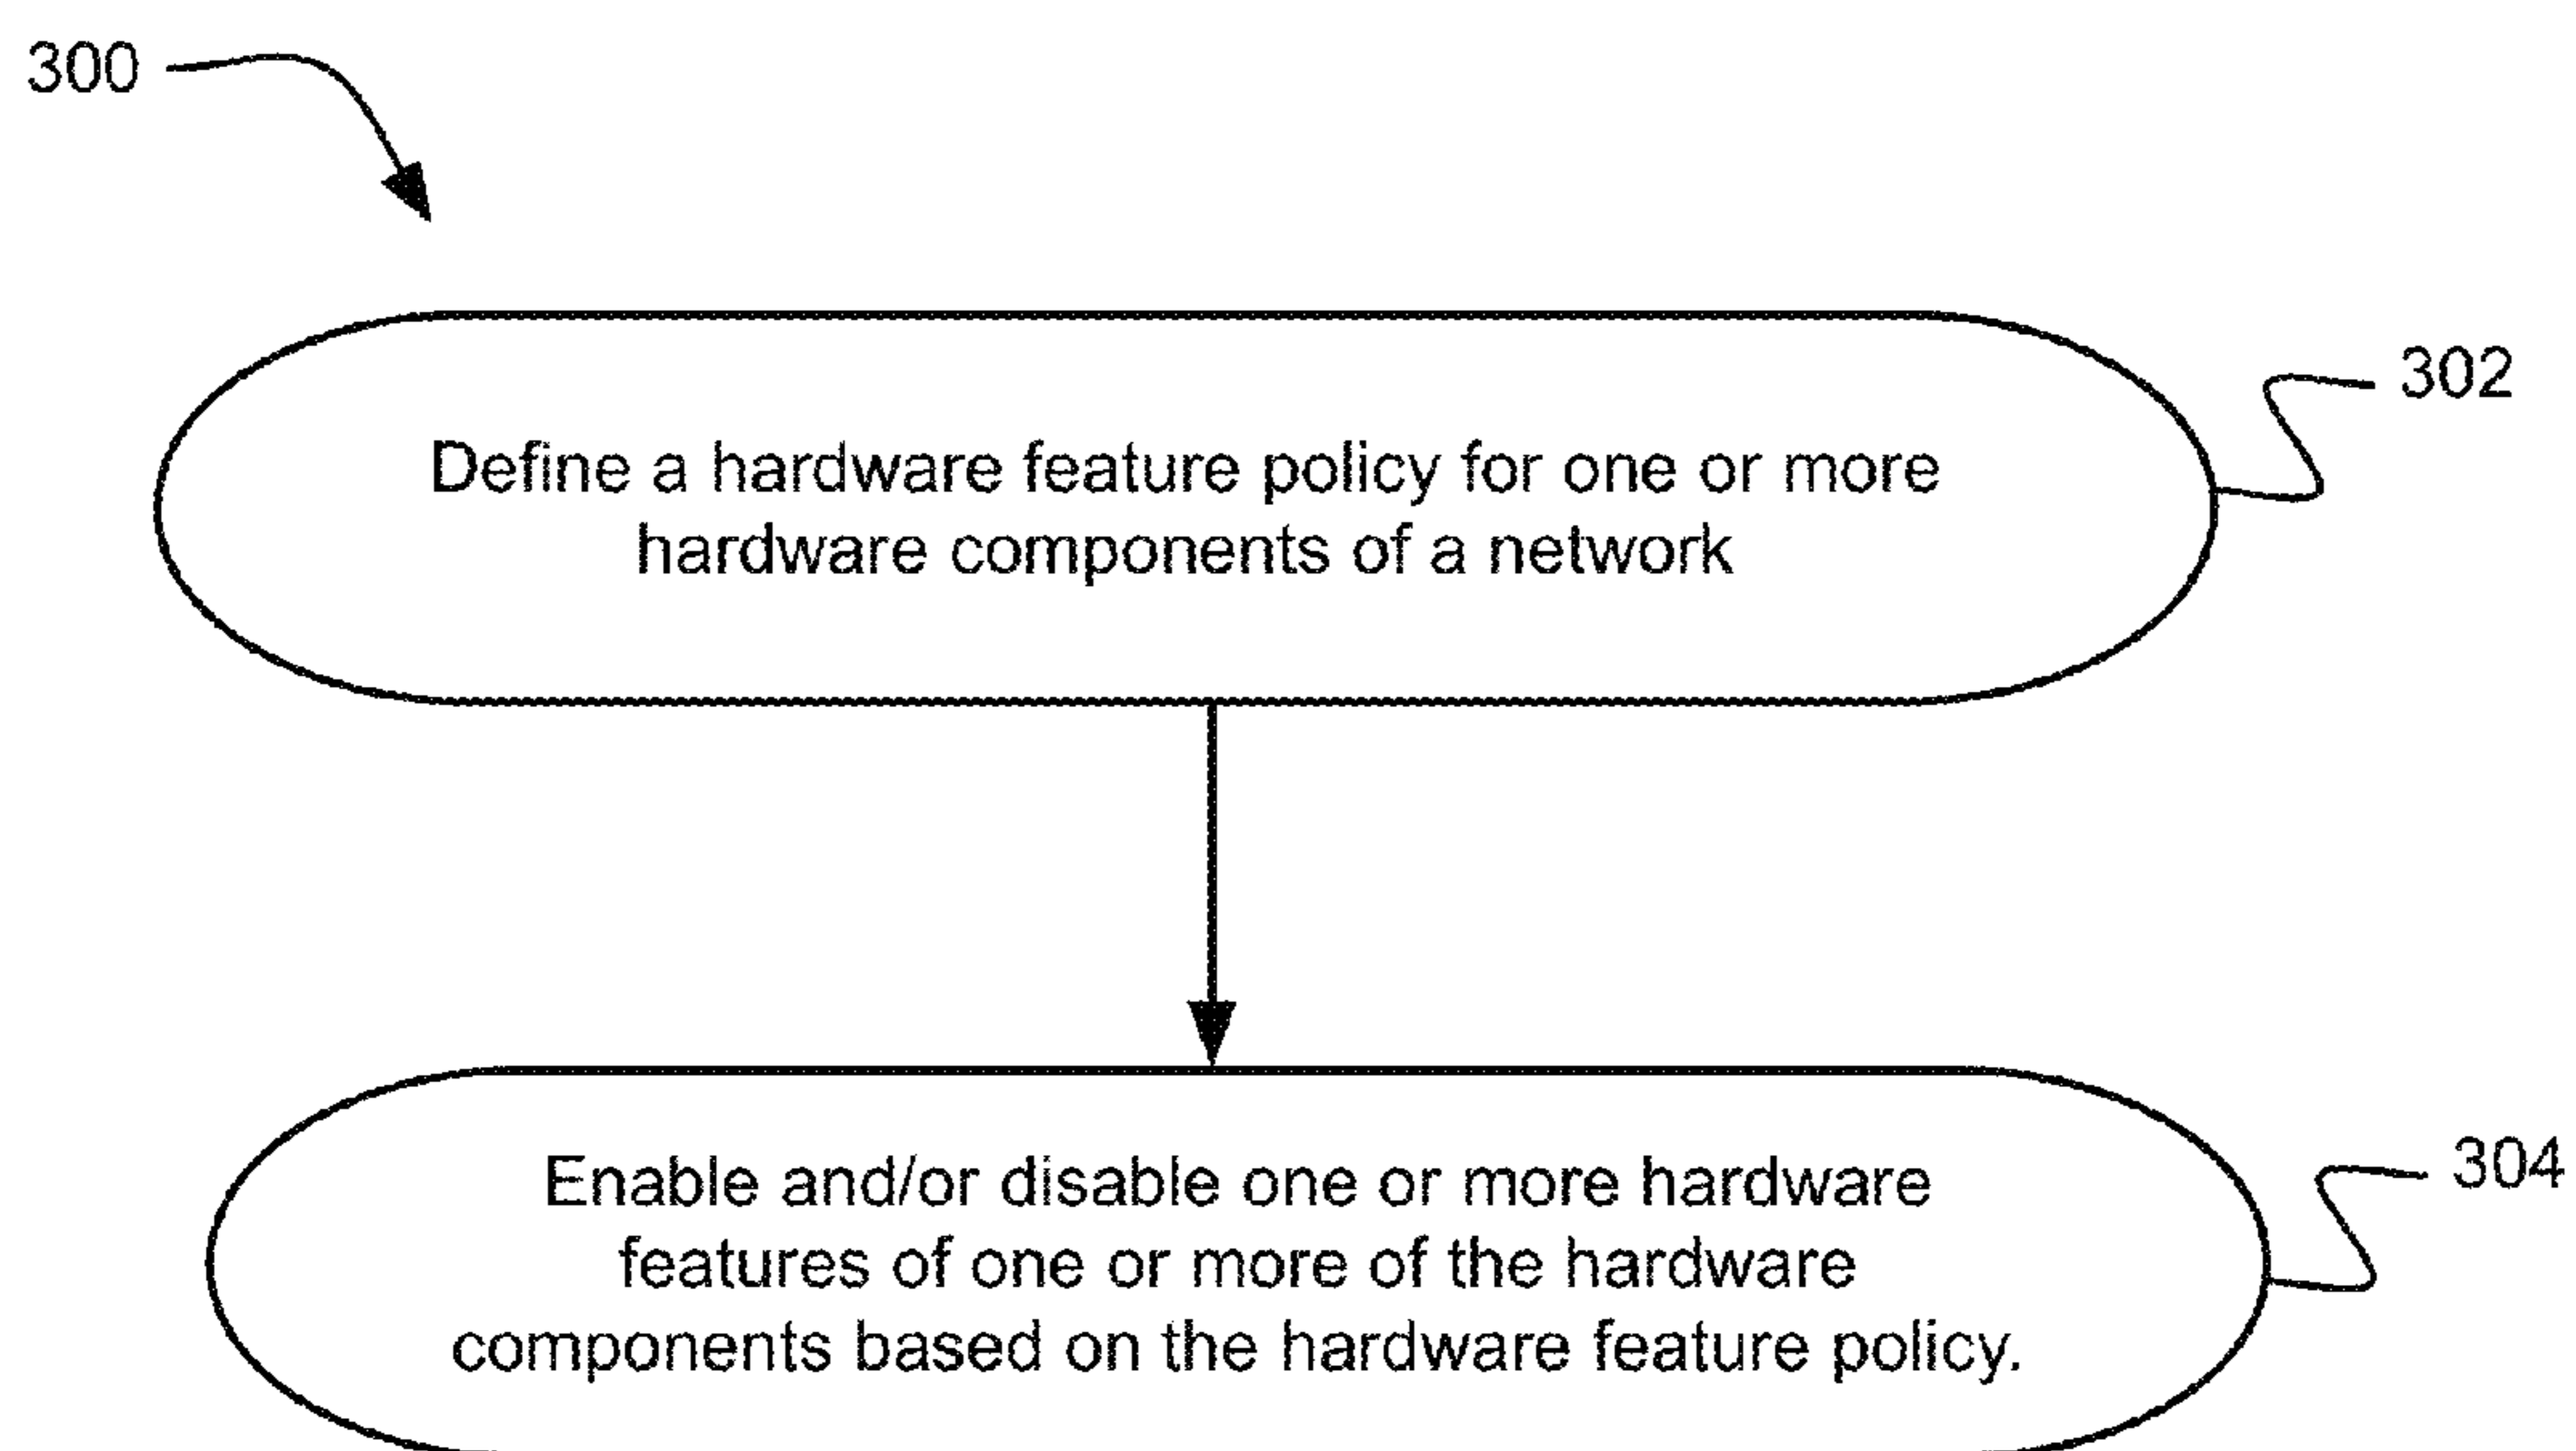 300
302
Define a hardware feature policy for one or more
hardware components of a network
304
Enable and/or disable one or more hardware
features of one or more of the hardware
components based on the hardware feature policy.